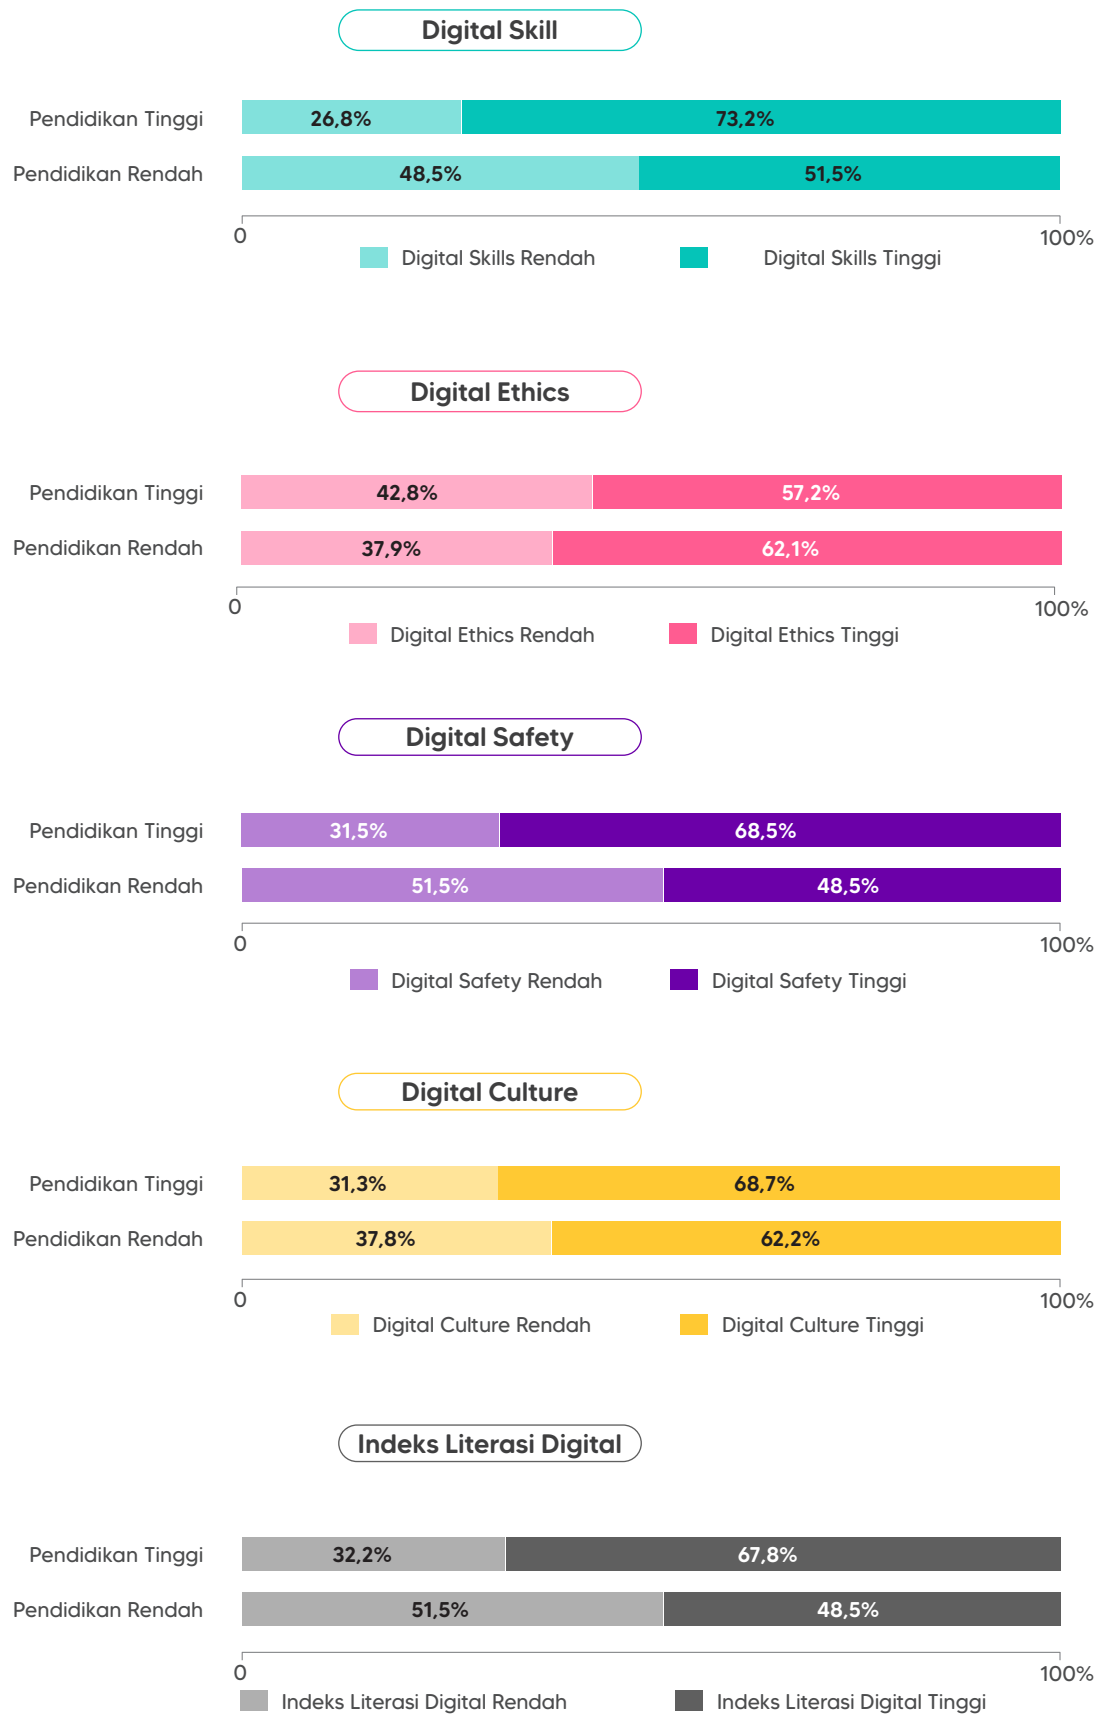 Digital Skill
Pendidikan Tinggi 26,8% 73,2%
Pendidikan Rendah 48,5% 51,5%
0 100%
Digital Skills Rendah Digital Skills Tinggi
Digital Ethics
Pendidikan Tinggi 42,8% 57,2%
Pendidikan Rendah 37,9% 62,1%
0 100%
Digital Ethics Rendah Digital Ethics Tinggi
Digital Safety
Pendidikan Tinggi 31,5% 68,5%
Pendidikan Rendah 51,5% 48,5%
0 100%
Digital Safety Rendah Digital Safety Tinggi
Digital Culture
Pendidikan Tinggi 31,3% 68,7%
Pendidikan Rendah 37,8% 62,2%
0 100%
Digital Culture Rendah Digital Culture Tinggi
Indeks Literasi Digital
Pendidikan Tinggi 32,2% 67,8%
Pendidikan Rendah 51,5% 48,5%
0 100%
Indeks Literasi Digital Rendah Indeks Literasi Digital Tinggi